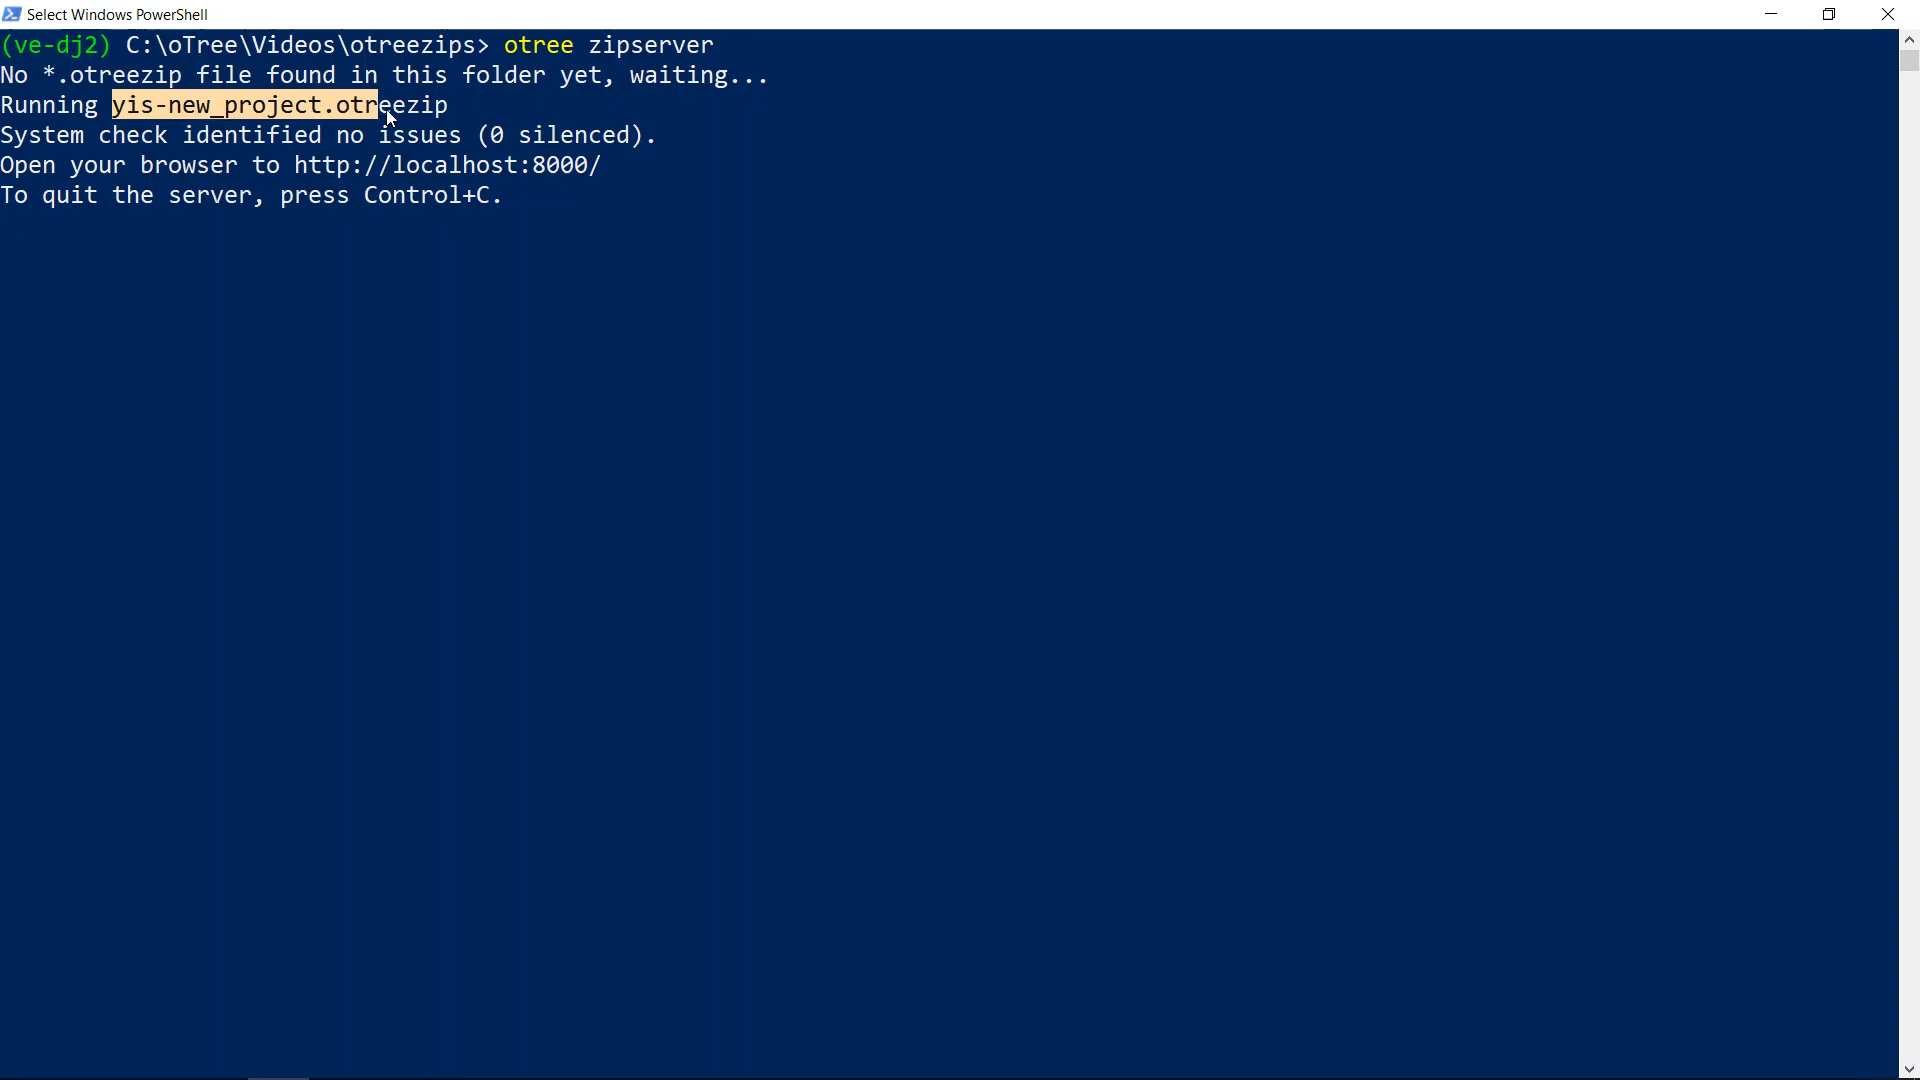 Select Windows PowerShell
(ve-dj2) C:\oTree\Videos\otreezips> otree zipserver
No *.otreezip file found in this folder yet, waiting...
Running yis-new_project.otreezip
System check identified no issues (0 silenced).
Open your browser to http://localhost:8000/
To quit the server, press Control+C.